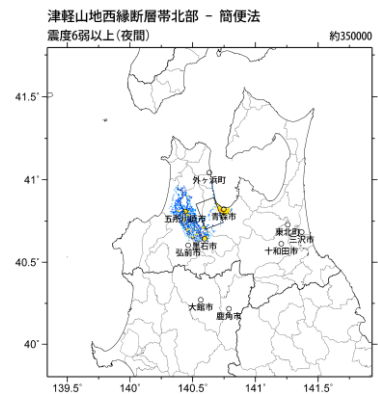 津軽山地西縁断層帯北部 − 簡便法
震度6弱以上(夜間) 約350000
41.5˚
41˚
外ヶ浜町
五所川原市 青森市
東北町
三沢市
黒石市
弘前市
十和田市
40.5˚
大館市
鹿角市
40˚
139.5˚ 140˚ 140.5˚ 141˚ 141.5˚